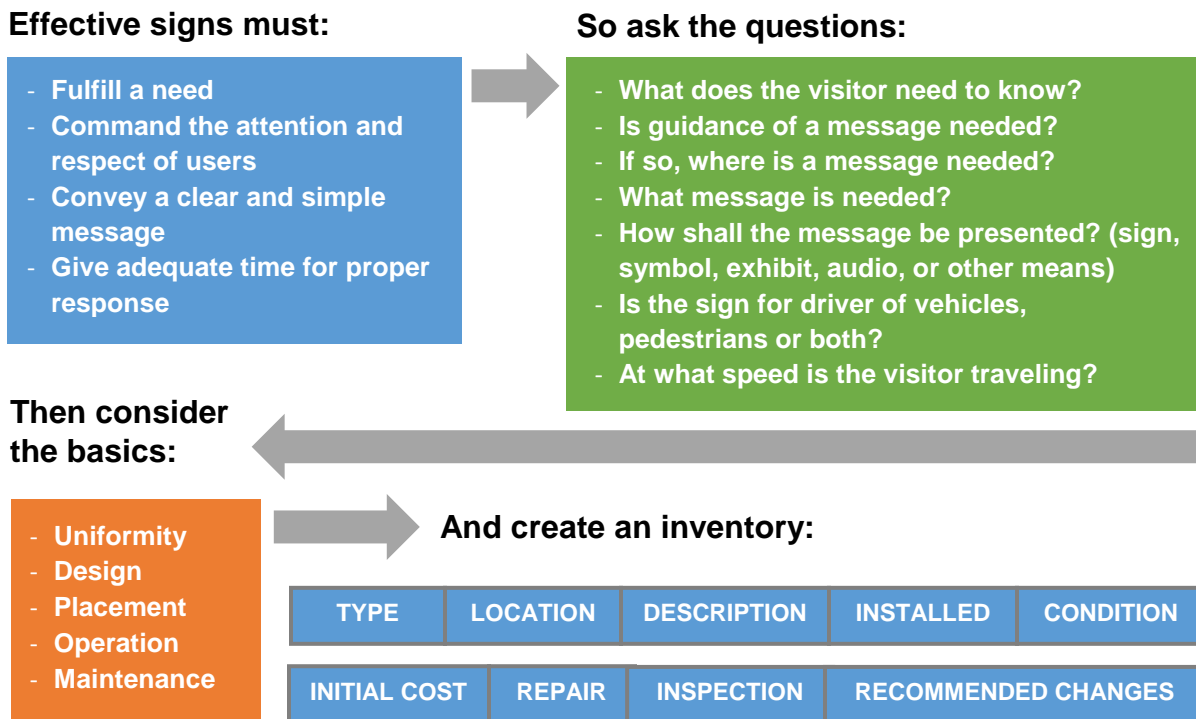 Effective signs must:
- Fulfill a need
- Command the attention and
respect of users
- Convey a clear and simple
message
- Give adequate time for proper
response
So ask the questions:
- What does the visitor need to know?
- Is guidance of a message needed?
- If so, where is a message needed?
- What message is needed?
- How shall the message be presented? (sign,
symbol, exhibit, audio, or other means)
- Is the sign for driver of vehicles,
pedestrians or both?
- At what speed is the visitor traveling?
Then consider
the basics:
- Uniformity
- Design
- Placement
- Operation
- Maintenance
And create an inventory:
TYPE LOCATION DESCRIPTION INSTALLED CONDITION
INITIAL COST REPAIR INSPECTION RECOMMENDED CHANGES